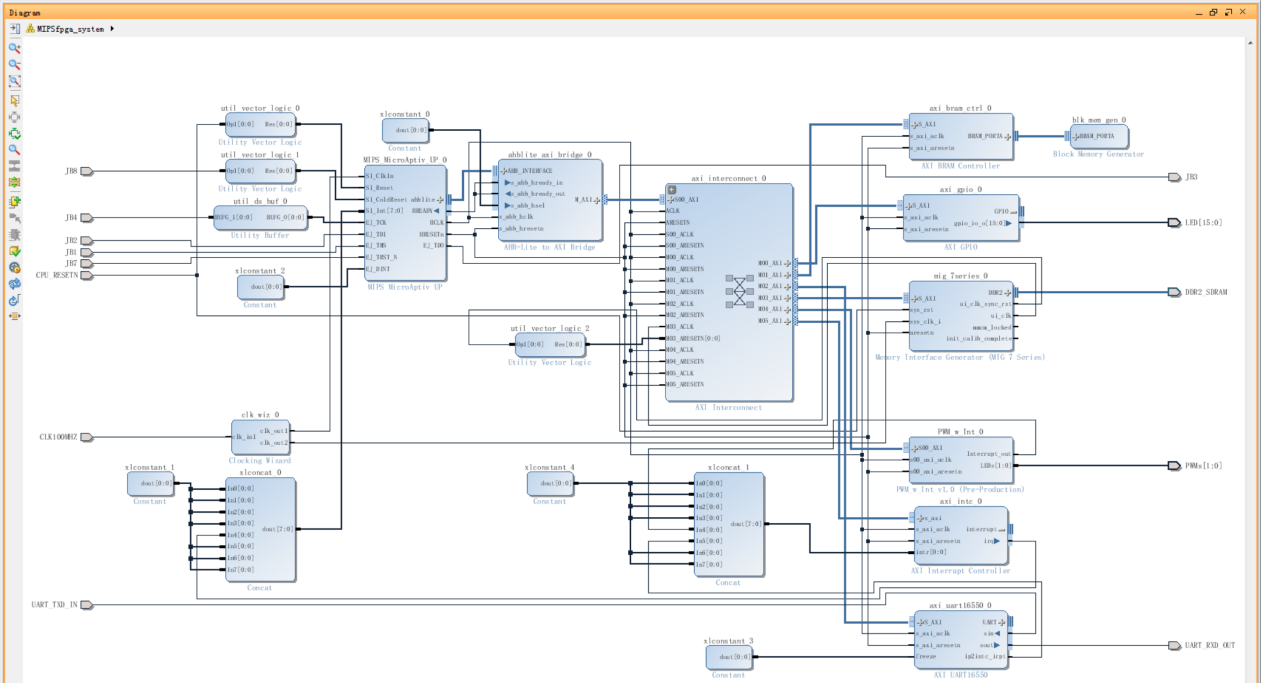 Diagram
MIPSfpga_system
util_vector_logic_0
Op1[0:0] Res[0:0]
Utility Vector Logic
util_vector_logic_1
Op1[0:0] Res[0:0]
Utility Vector Logic
util_ds_buf_0
BUFG_I[0:0] BUFG_O[0:0]
Utility Buffer
JB8
JB4
JB2
JB1
JB7
CPU_RESETN
xlconstant_2
dout[0:0]
Constant
xlconstant_0
dout[0:0]
Constant
MIPS_MicroAptiv_UP_0
SI_ClkIn
SI_Reset
SI_ColdReset ahblite
SI_Int[7:0] HREADY
EJ_TCK HCLK
EJ_TDI HRESETn
EJ_TMS EJ_TDO
EJ_TRST_N
EJ_DINT
MIPS MicroAptiv UP
ahblite_axi_bridge_0
AHB_INTERFACE
s_ahb_hready_in
s_ahb_hready_out M_AXI
s_ahb_hsel
s_ahb_hclk
s_ahb_hresetn
AHB-Lite to AXI Bridge
util_vector_logic_2
Op1[0:0] Res[0:0]
Utility Vector Logic
axi_interconnect_0
S00_AXI
ACLK
ARESETN
S00_ACLK
S00_ARESETN
M00_ACLK
M00_ARESETN
M01_ACLK
M01_ARESETN
M02_ACLK
M02_ARESETN
M03_ACLK
M03_ARESETN[0:0]
M04_ACLK
M04_ARESETN
M05_ACLK
M05_ARESETN
M00_AXI
M01_AXI
M02_AXI
M03_AXI
M04_AXI
M05_AXI
AXI Interconnect
axi_bram_ctrl_0
S_AXI
s_axi_aclk BRAM_PORTA
s_axi_aresetn
AXI BRAM Controller
blk_mem_gen_0
BRAM_PORTA
Block Memory Generator
JB3
axi_gpio_0
S_AXI GPIO
s_axi_aclk gpio_io_o[15:0]
s_axi_aresetn
AXI GPIO
LED[15:0]
mig_7series_0
S_AXI DDR2
sys_rst ui_clk_sync_rst
sys_clk_i ui_clk
aresetn mmcm_locked
init_calib_complete
Memory Interface Generator (MIG 7 Series)
DDR2_SDRAM
CLK100MHZ
clk_wiz_0
clk_in1 clk_out1
clk_out2
Clocking Wizard
xlconstant_1
dout[0:0]
Constant
xlconcat_0
In0[0:0]
In1[0:0]
In2[0:0]
In3[0:0]
In4[0:0]
In5[0:0]
In6[0:0]
In7[0:0]
dout[7:0]
Concat
xlconstant_4
dout[0:0]
Constant
xlconcat_1
In0[0:0]
In1[0:0]
In2[0:0]
In3[0:0]
In4[0:0]
In5[0:0]
In6[0:0]
In7[0:0]
dout[7:0]
Concat
PWM_w_Int_0
S00_AXI Interrupt_out
s00_axi_aclk LEDs[1:0]
s00_axi_aresetn
PWM_w_Int_v1.0 (Pre-Production)
PWMs[1:0]
axi_intc_0
s_axi
s_axi_aclk interrupt
s_axi_aresetn irq
intr[0:0]
AXI Interrupt Controller
UART_TXD_IN
axi_uart16550_0
S_AXI UART
s_axi_aclk sin
s_axi_aresetn sout
freeze ip2intc_irpt
AXI UART16550
UART_RXD_OUT
xlconstant_3
dout[0:0]
Constant